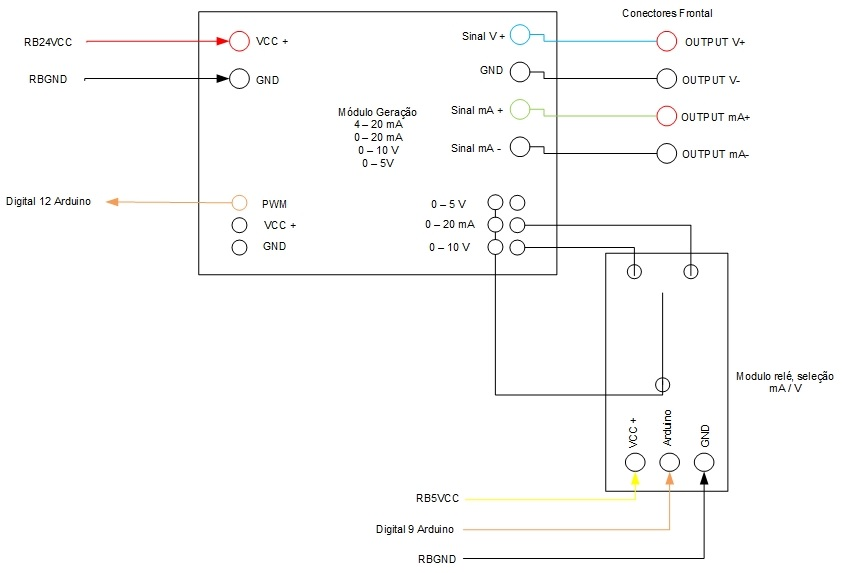 Conectores Frontal
RB24VCC
VCC +
Sinal V +
OUTPUT V+
RBGND
GND
GND
OUTPUT V-
Módulo Geração
4 – 20 mA
0 – 20 mA
0 – 10 V
0 – 5V
Sinal mA +
OUTPUT mA+
Sinal mA -
OUTPUT mA-
Digital 12 Arduino
PWM
0 – 5 V
VCC +
0 – 20 mA
GND
0 – 10 V
Modulo relé, seleção
mA / V
VCC +
Arduino
GND
RB5VCC
Digital 9 Arduino
RBGND